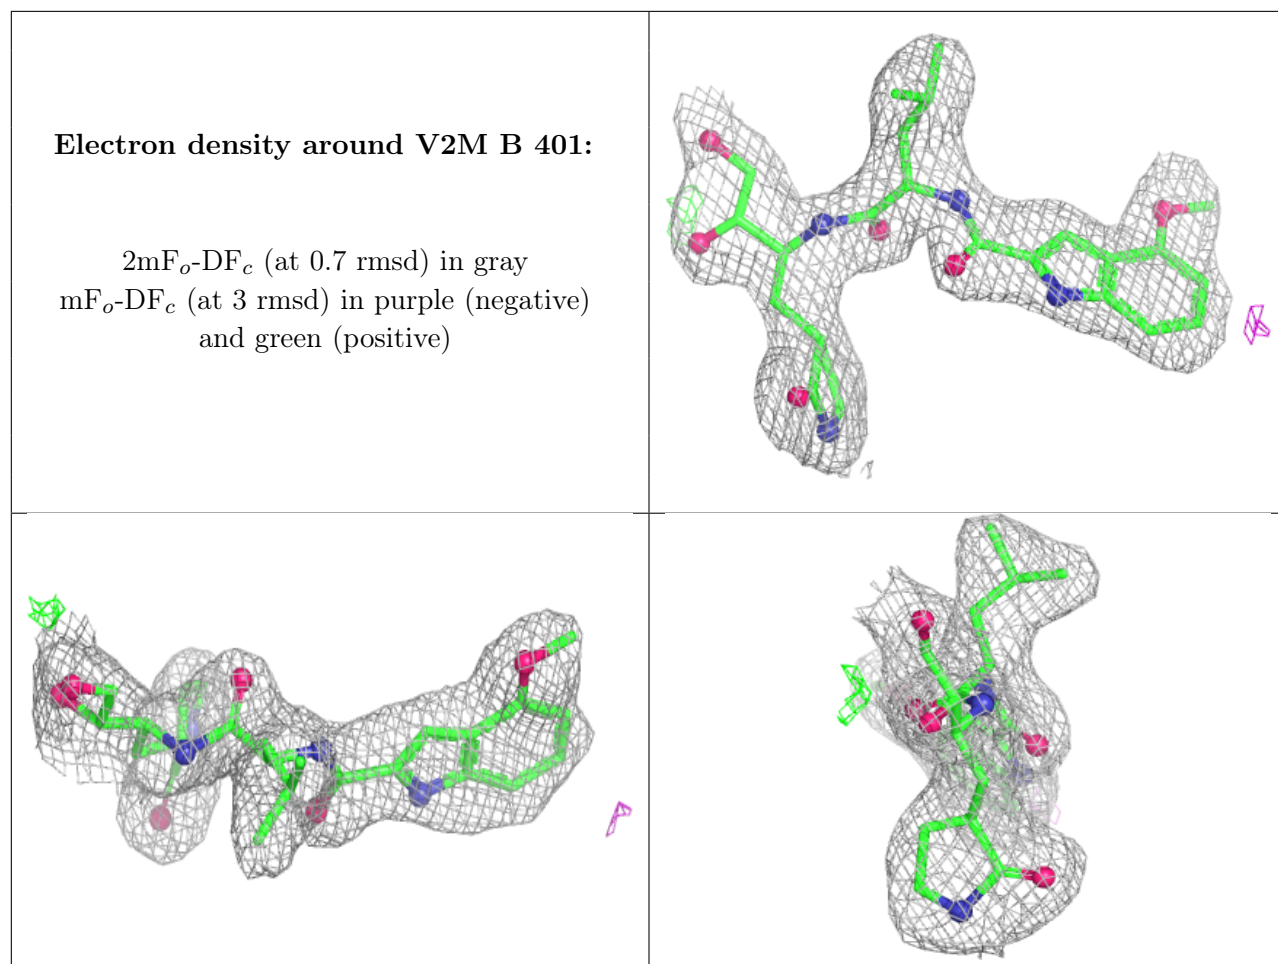 Electron density around V2M B 401:
2mFₒ-DF𝒸 (at 0.7 rmsd) in gray
mFₒ-DF𝒸 (at 3 rmsd) in purple (negative)
and green (positive)